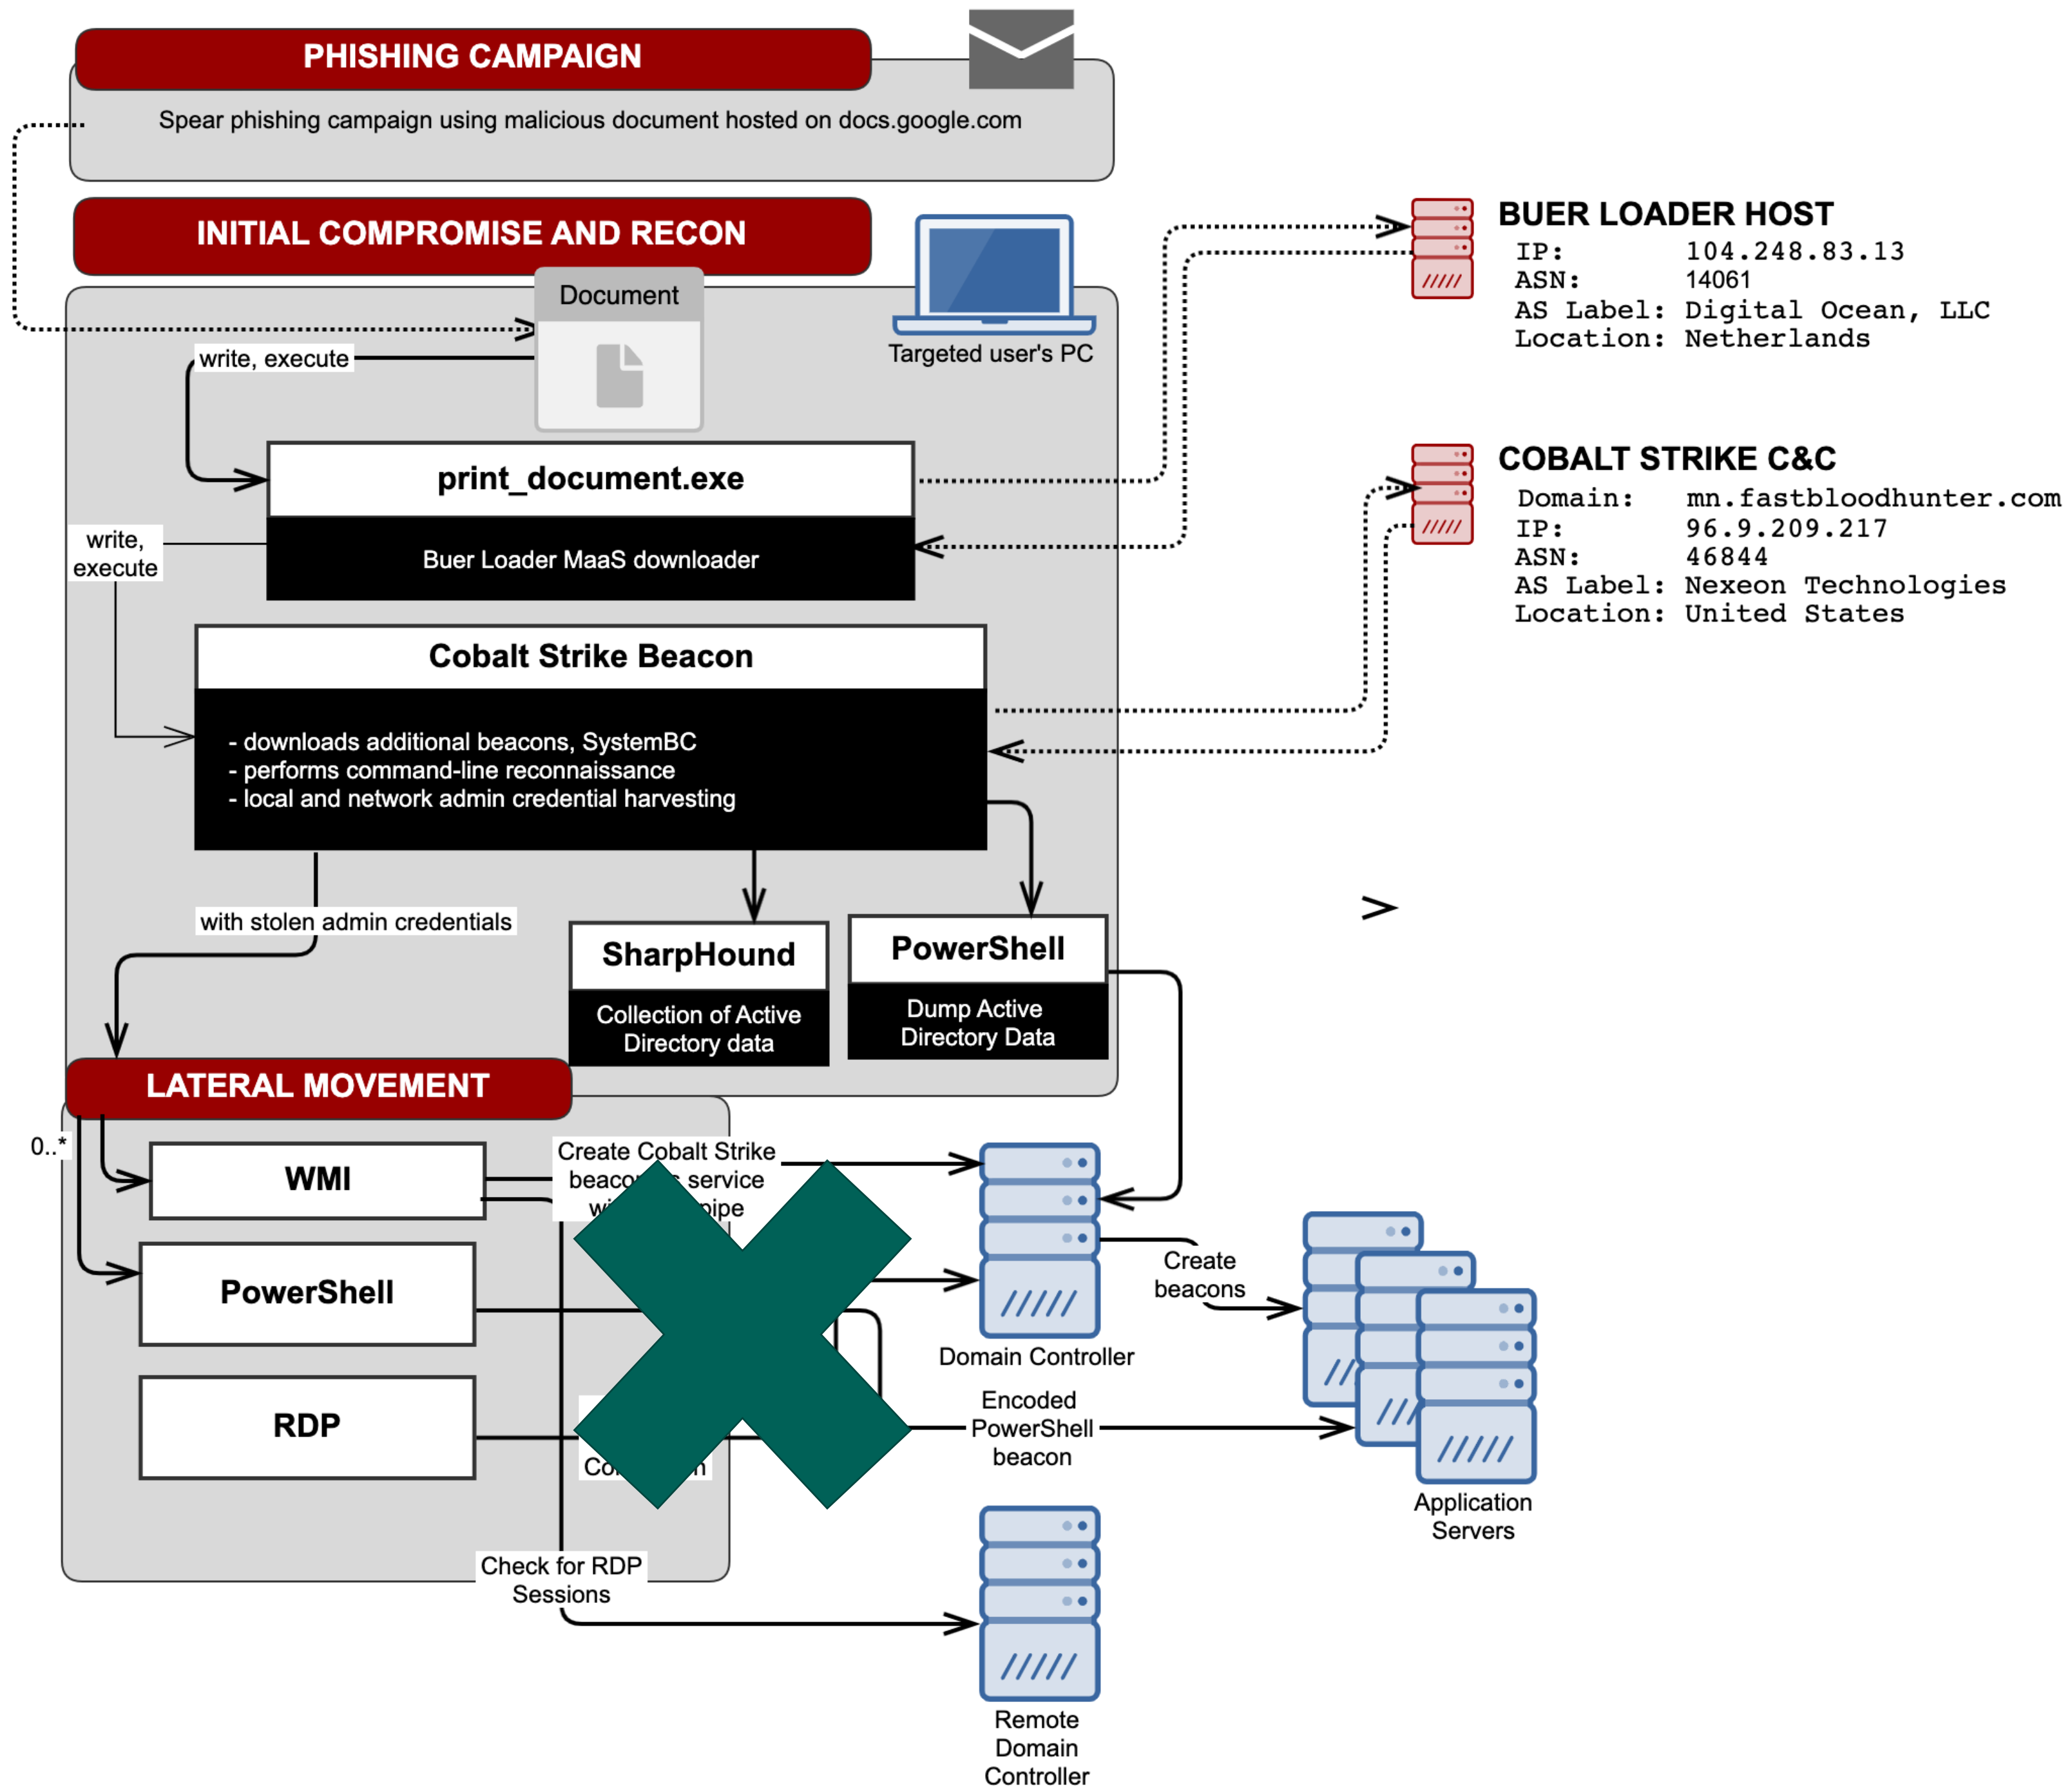 PHISHING CAMPAIGN
Spear phishing campaign using malicious document hosted on docs.google.com
INITIAL COMPROMISE AND RECON
Document
Targeted user's PC
write, execute
print_document.exe
Buer Loader MaaS downloader
write,
execute
BUER LOADER HOST
IP: 104.248.83.13
ASN: 14061
AS Label: Digital Ocean, LLC
Location: Netherlands
COBALT STRIKE C&C
Domain: mn.fastbloodhunter.com
IP: 96.9.209.217
ASN: 46844
AS Label: Nexeon Technologies
Location: United States
Cobalt Strike Beacon
- downloads additional beacons, SystemBC
- performs command-line reconnaissance
- local and network admin credential harvesting
with stolen admin credentials
SharpHound
Collection of Active
Directory data
PowerShell
Dump Active
Directory Data
LATERAL MOVEMENT
0..*
WMI
Create Cobalt Strike
service
pipe
PowerShell
RDP
Domain Controller
Create
beacons
Encoded
PowerShell
beacon
Application
Servers
Check for RDP
Sessions
Remote
Domain
Controller